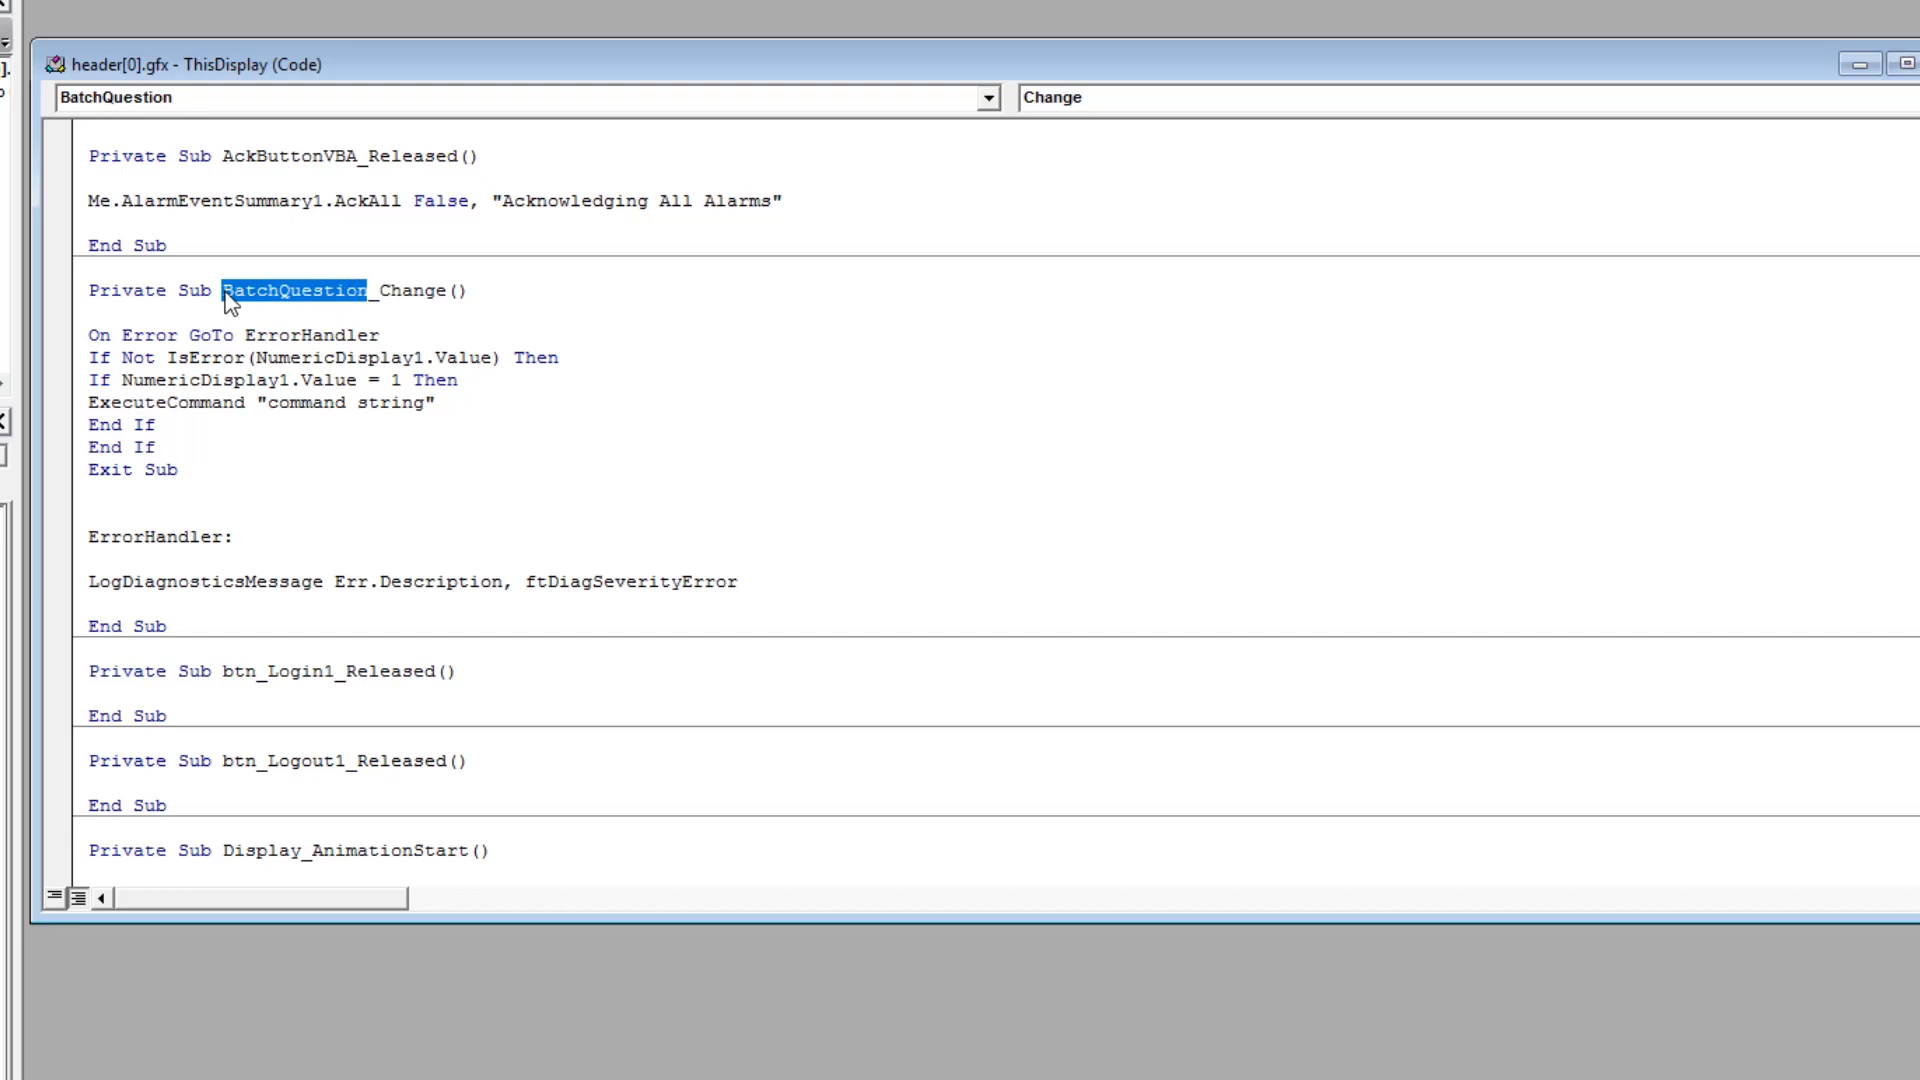 header[0].gfx - ThisDisplay (Code)
BatchQuestion
Change
Private Sub AckButtonVBA_Released()
Me.AlarmEventSummary1.AckAll False, "Acknowledging All Alarms"
End Sub
Private Sub BatchQuestion_Change()
On Error GoTo ErrorHandler
If Not IsError(NumericDisplay1.Value) Then
If NumericDisplay1.Value = 1 Then
ExecuteCommand "command string"
End If
End If
Exit Sub
ErrorHandler:
LogDiagnosticsMessage Err.Description, ftDiagSeverityError
End Sub
Private Sub btn_Login1_Released()
End Sub
Private Sub btn_Logout1_Released()
End Sub
Private Sub Display_AnimationStart()